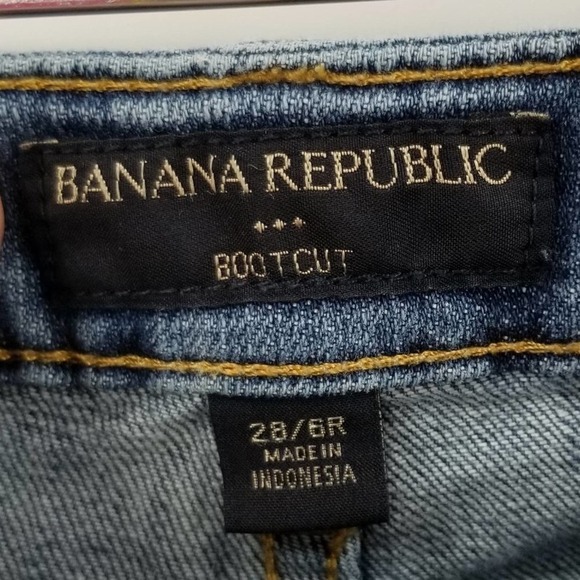 BANANA REPUBLIC
BOOTCUT
28/6R
MADE IN
INDONESIA